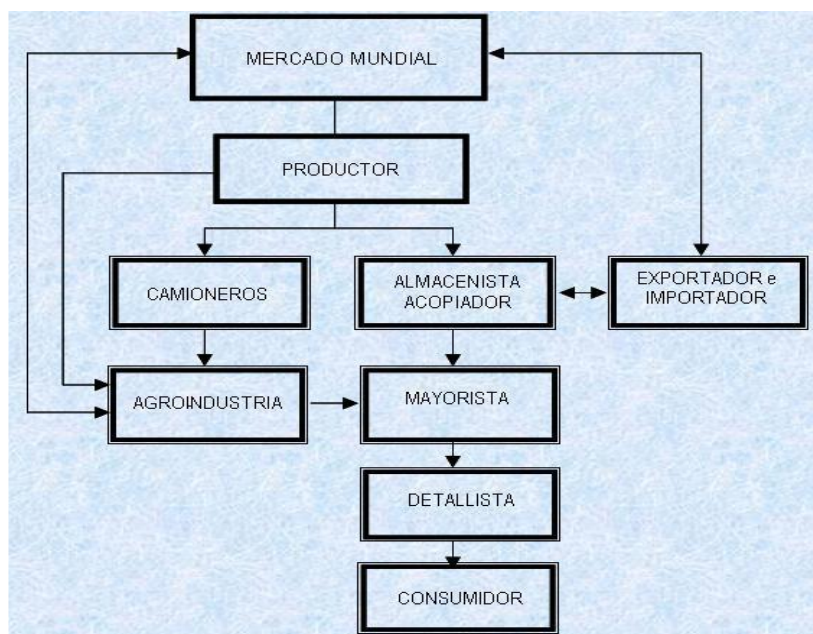 MERCADO MUNDIAL
PRODUCTOR
CAMIONEROS
ALMACENISTA
ACOPIADOR
EXPORTADOR e
IMPORTADOR
AGROINDUSTRIA
MAYORISTA
DETALLISTA
CONSUMIDOR